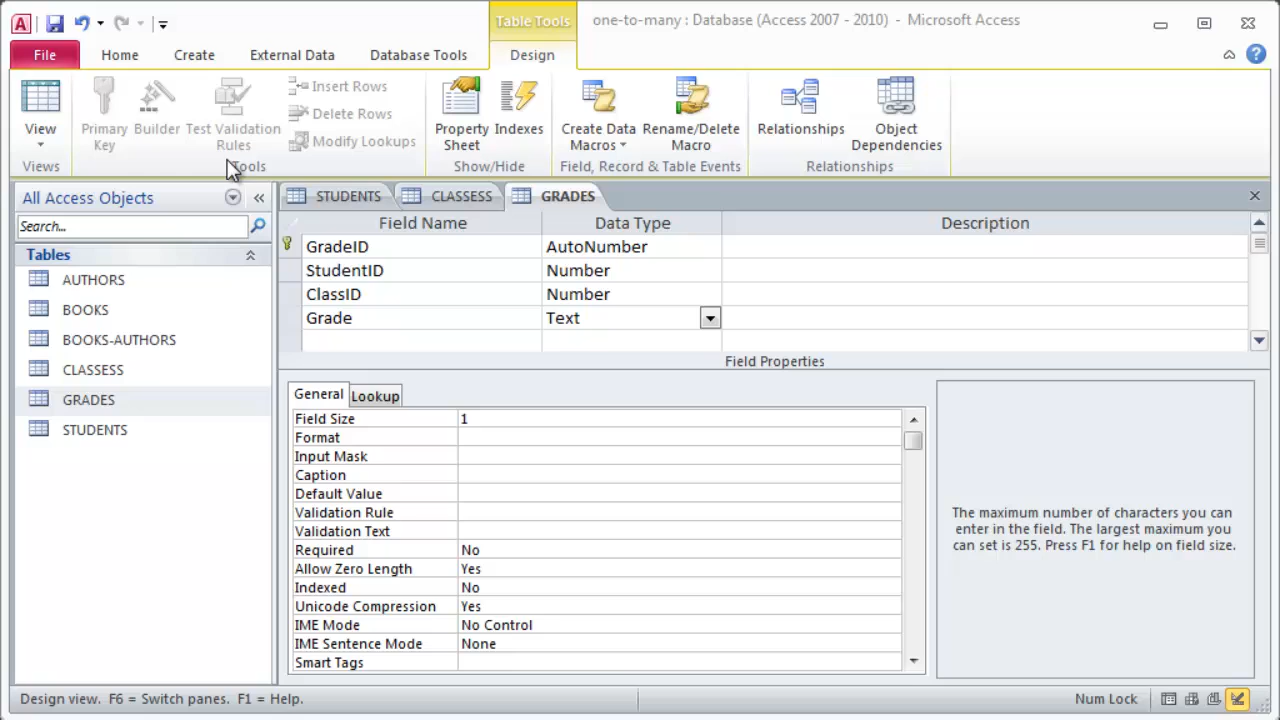 Table Tools
one-to-many : Database (Access 2007 - 2010) - Microsoft Access
File Home Create External Data Database Tools Design
View
Primary Key
Builder
Test Validation Rules
Insert Rows
Delete Rows
Modify Lookups
Property Sheet
Indexes
Create Data Macros
Rename/Delete Macro
Relationships
Object Dependencies
Views Tools Show/Hide Field, Record & Table Events Relationships
All Access Objects
Search...
Tables
AUTHORS
BOOKS
BOOKS-AUTHORS
CLASSESS
GRADES
STUDENTS
STUDENTS CLASSESS GRADES
Field Name Data Type Description
GradeID AutoNumber
StudentID Number
ClassID Number
Grade Text
Field Properties
General Lookup
Field Size 1
Format
Input Mask
Caption
Default Value
Validation Rule
Validation Text
Required No
Allow Zero Length Yes
Indexed No
Unicode Compression Yes
IME Mode No Control
IME Sentence Mode None
Smart Tags
The maximum number of characters you can
enter in the field. The largest maximum you
can set is 255. Press F1 for help on field size.
Design view. F6 = Switch panes. F1 = Help.
Num Lock